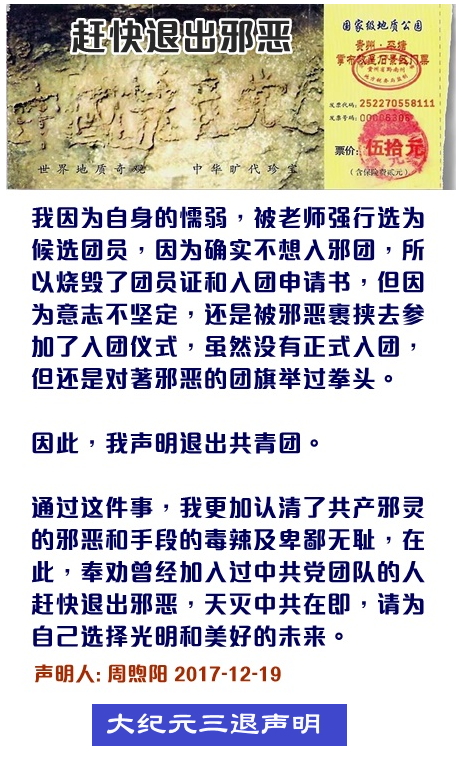 赶快退出邪恶
国家级地质公园
贵州·平塘
贵州省黔南州
发票代码:252270558111
发票号码:
票价:伍拾元
(含保险费贰元)
世界地质奇观 中华旷代珍宝
我因为自身的懦弱，被老师强行选为
候选团员，因为确实不想入邪团，所
以烧毁了团员证和入团申请书，但因
为意志不坚定，还是被邪恶裹挟去参
加了入团仪式，虽然没有正式入团，
但还是对著邪恶的团旗举过拳头。
因此，我声明退出共青团。
通过这件事，我更加认清了共产邪灵
的邪恶和手段的毒辣及卑鄙无耻，在
此，奉劝曾经加入过中共党团队的人
赶快退出邪恶，天灭中共在即，请为
自己选择光明和美好的未来。
声明人: 周煦阳 2017-12-19
大纪元三退声明